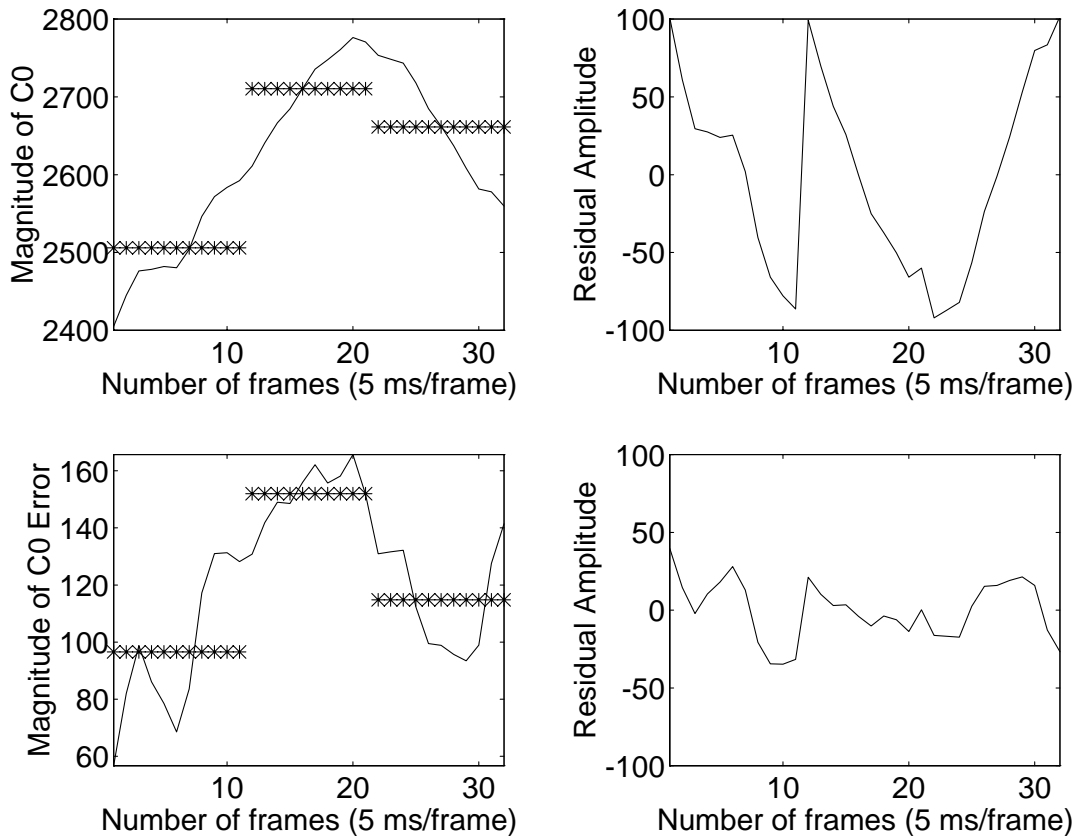 Magnitude of C0
2800
2700
2600
2500
2400
10 20 30
Number of frames (5 ms/frame)
Residual Amplitude
100
50
0
-50
-100
10 20 30
Number of frames (5 ms/frame)
Magnitude of C0 Error
160
140
120
100
80
60
10 20 30
Number of frames (5 ms/frame)
Residual Amplitude
100
50
0
-50
-100
10 20 30
Number of frames (5 ms/frame)